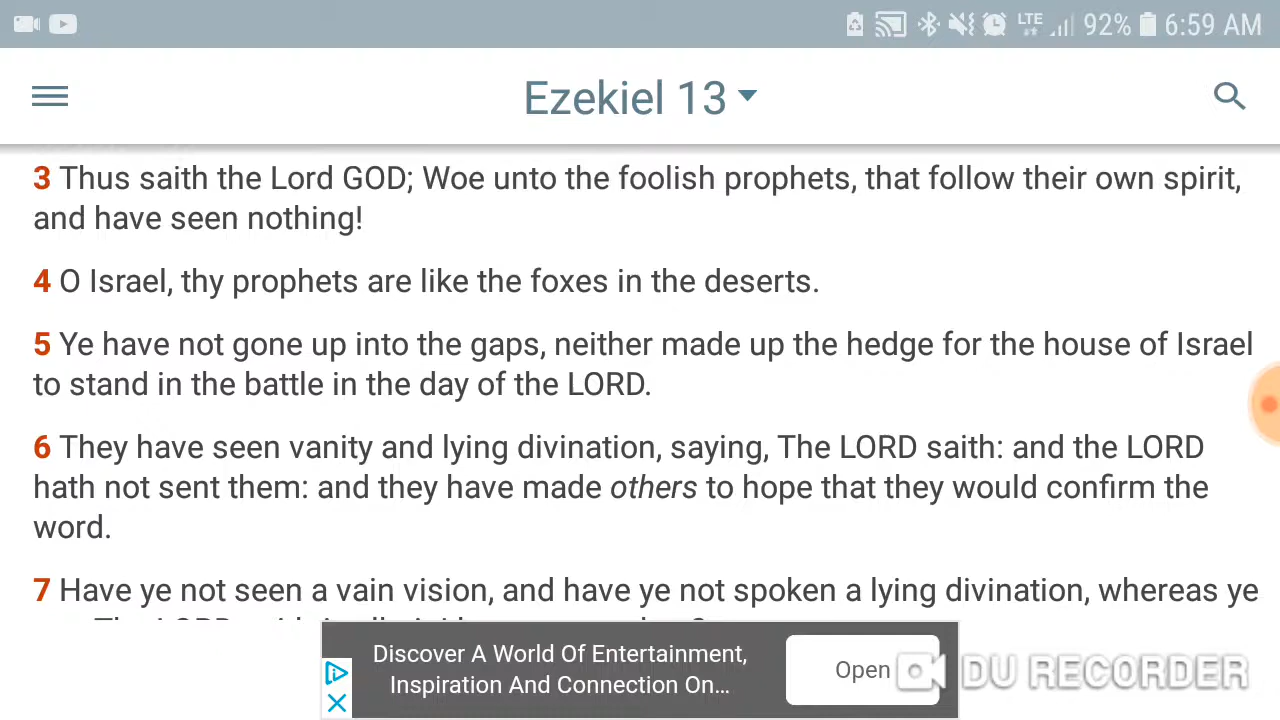 LTE 92% 6:59 AM
Ezekiel 13
3 Thus saith the Lord GOD; Woe unto the foolish prophets, that follow their own spirit,
and have seen nothing!
4 O Israel, thy prophets are like the foxes in the deserts.
5 Ye have not gone up into the gaps, neither made up the hedge for the house of Israel
to stand in the battle in the day of the LORD.
6 They have seen vanity and lying divination, saying, The LORD saith: and the LORD
hath not sent them: and they have made others to hope that they would confirm the
word.
7 Have ye not seen a vain vision, and have ye not spoken a lying divination, whereas ye
Discover A World Of Entertainment,
Inspiration And Connection On...
Open
DU RECORDER